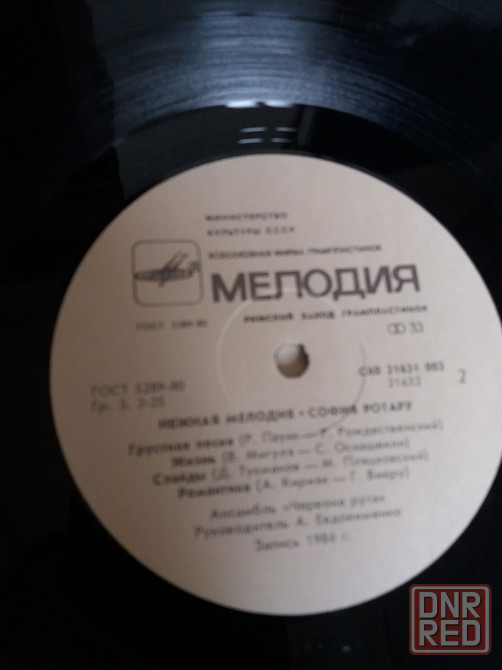 МИНИСТЕРСТВО
КУЛЬТУРЫ СССР
ВСЕСОЮЗНАЯ ФИРМА ГРАМПЛАСТИНОК
МЕЛОДИЯ
РИЖСКИЙ ЗАВОД ГРАМПЛАСТИНОК
ГОСТ 5289-80
33
ГОСТ 5289-80
Гр. 3. 2-25
С60 21631 003
21632
2
НЕЖНАЯ МЕЛОДИЯ • СОФИЯ РОТАРУ
Грустная песня (Р. Паулс — Р. Рождественский)
Жизнь (В. Мигуля — С. Осиашвили)
Слайды (Д. Тухманов — М. Пляцковский)
Романтика (А. Кирияк — Г. Виеру)
Ансамбль «Червона рута»
Руководитель А. Евдокименко
Запись 1984 г.
DNR
RED